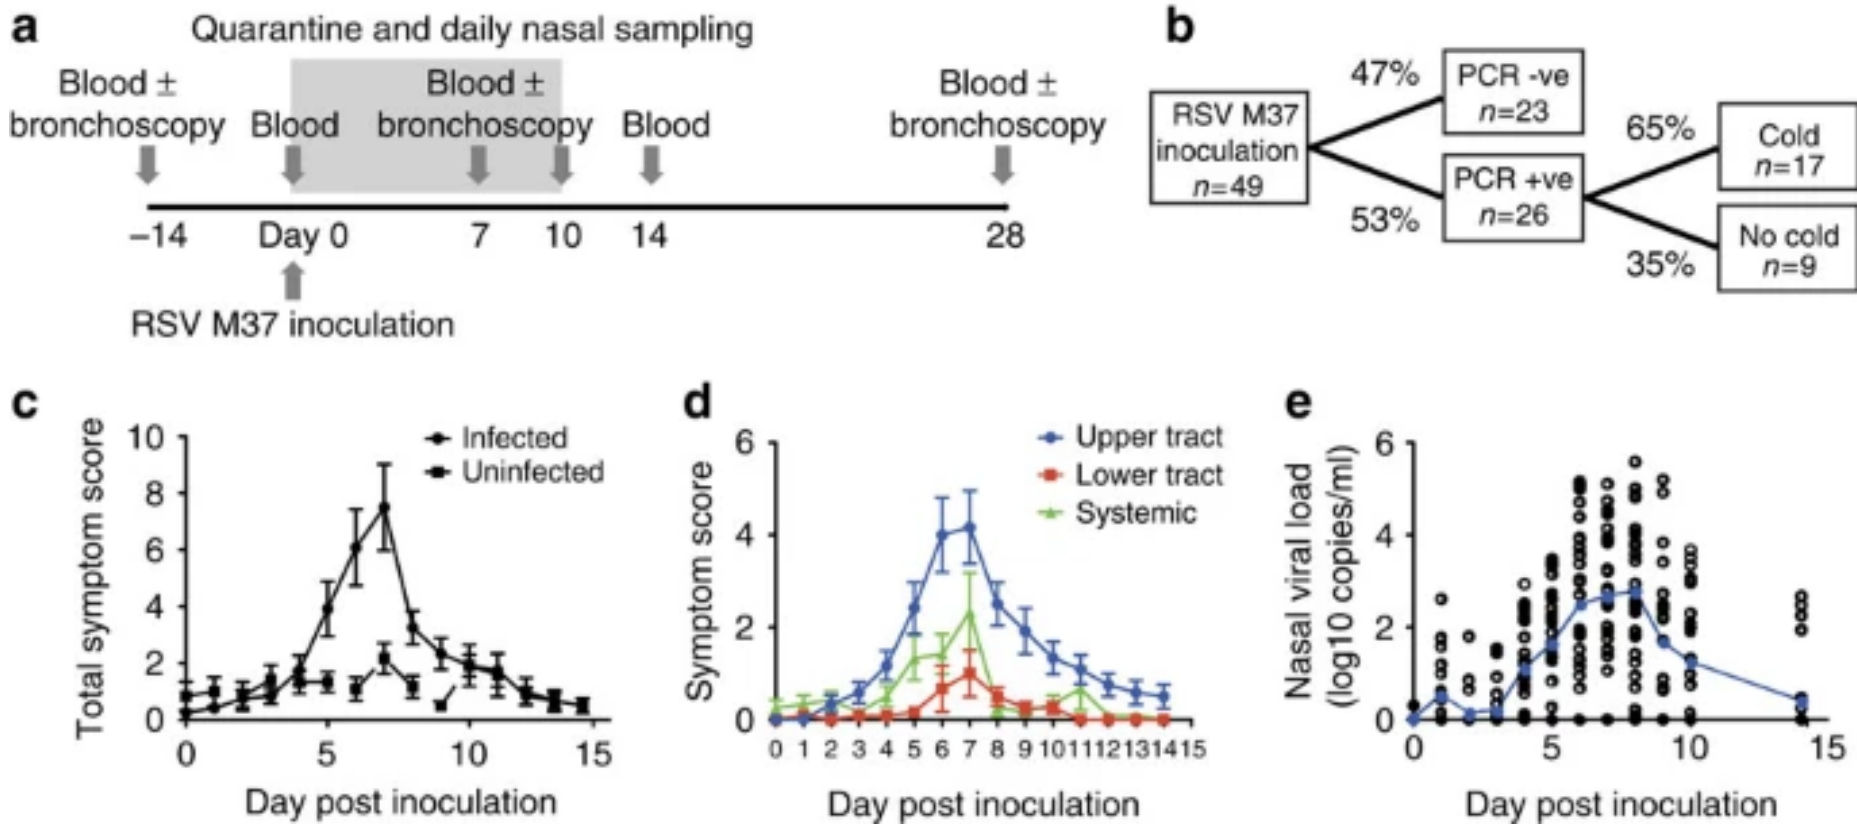 a
Quarantine and daily nasal sampling
Blood ±
bronchoscopy
Blood
Blood ±
bronchoscopy
Blood
Blood ±
bronchoscopy
–14
Day 0
7
10
14
28
RSV M37 inoculation
b
RSV M37
inoculation
n=49
47%
53%
PCR -ve
n=23
PCR +ve
n=26
65%
35%
Cold
n=17
No cold
n=9
c
Total symptom score
10
8
6
4
2
0
Infected
Uninfected
0
5
10
15
Day post inoculation
d
Symptom score
6
4
2
0
Upper tract
Lower tract
Systemic
0 1 2 3 4 5 6 7 8 9 10 11 12 13 14 15
Day post inoculation
e
Nasal viral load
(log10 copies/ml)
6
4
2
0
0
5
10
15
Day post inoculation